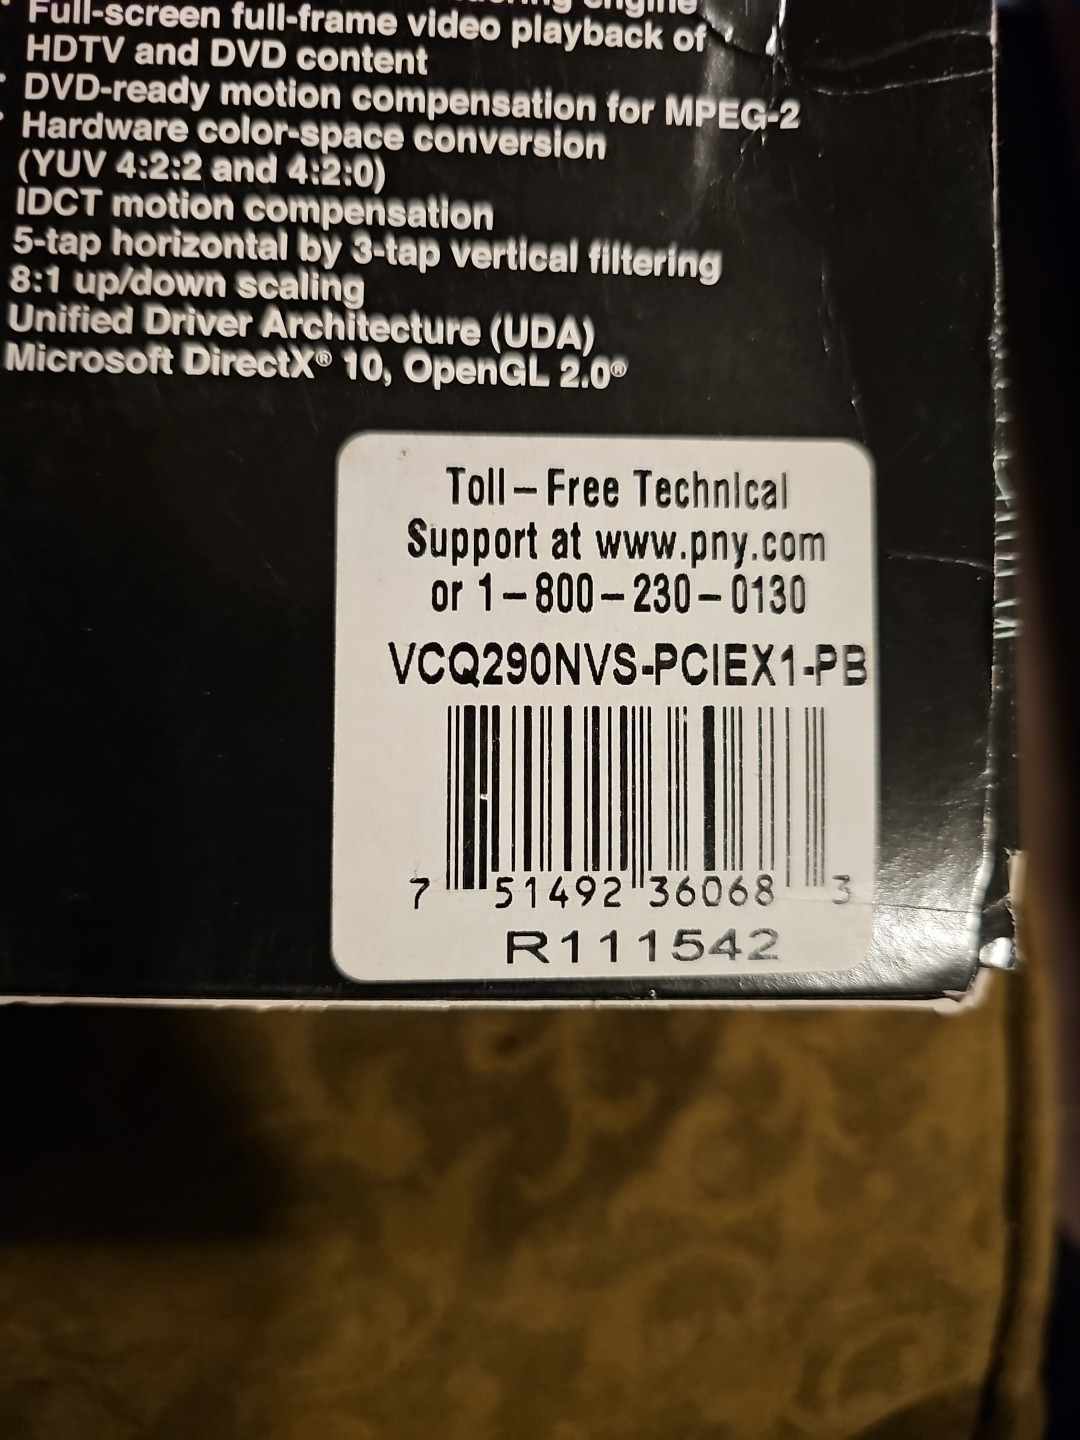 engine
Full-screen full-frame video playback of
HDTV and DVD content
DVD-ready motion compensation for MPEG-2
Hardware color-space conversion
(YUV 4:2:2 and 4:2:0)
IDCT motion compensation
5-tap horizontal by 3-tap vertical filtering
8:1 up/down scaling
Unified Driver Architecture (UDA)
Microsoft DirectX® 10, OpenGL 2.0®
Toll-Free Technical
Support at www.pny.com
or 1-800-230-0130
VCQ290NVS-PCIEX1-PB
7 51492 36068 3
R111542